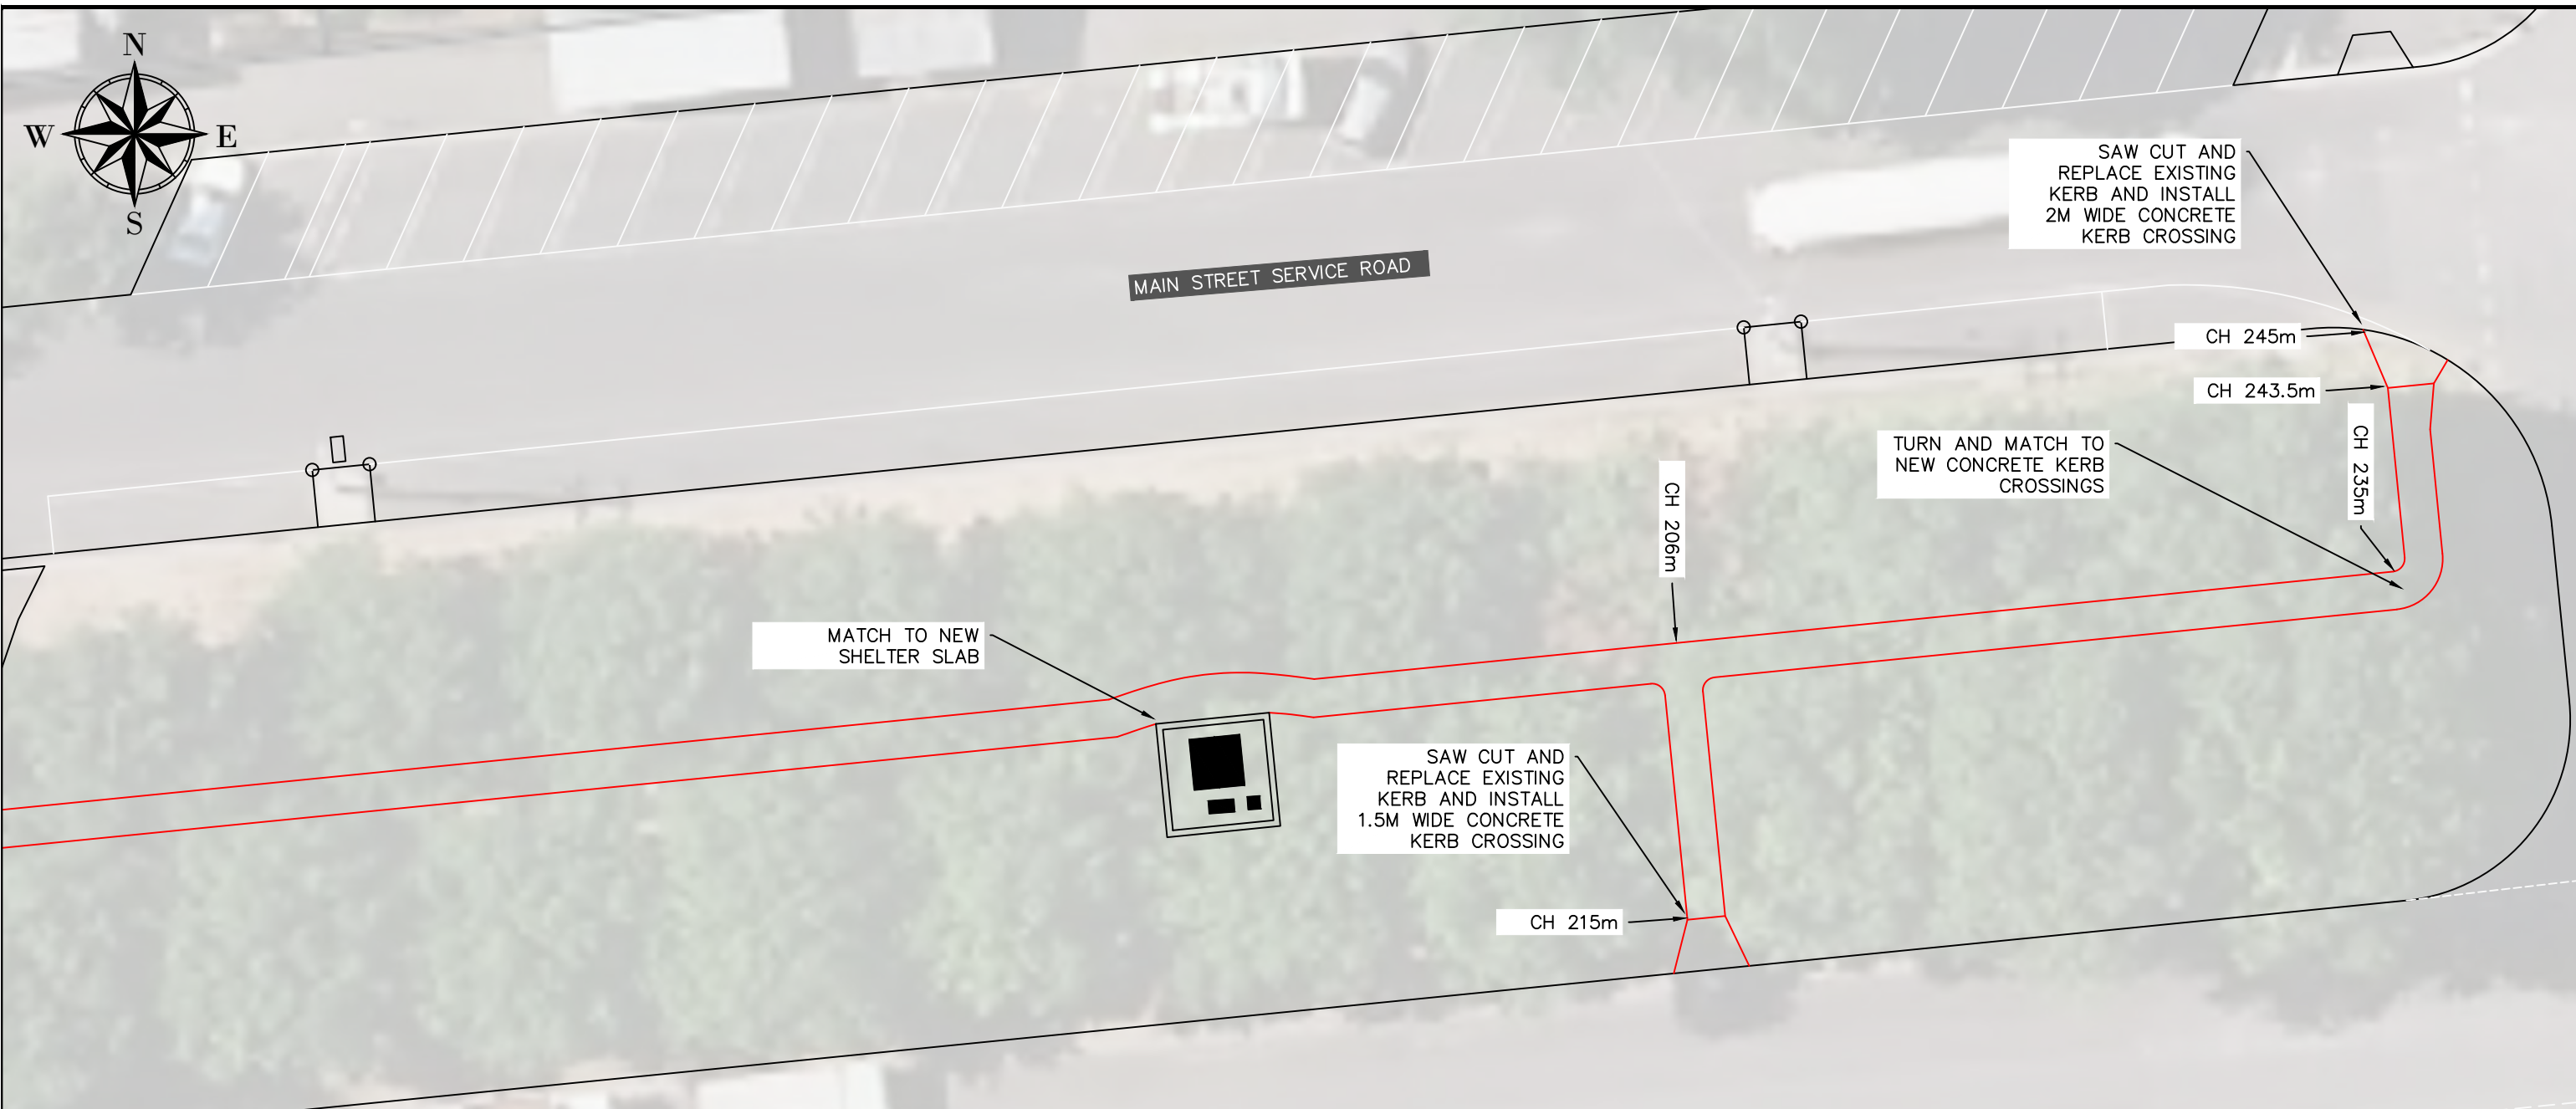 N
W
E
S
SAW CUT AND
REPLACE EXISTING
KERB AND INSTALL
2M WIDE CONCRETE
KERB CROSSING
MAIN STREET SERVICE ROAD
CH 245m
CH 243.5m
CH 235m
TURN AND MATCH TO
NEW CONCRETE KERB
CROSSINGS
CH 206m
MATCH TO NEW
SHELTER SLAB
SAW CUT AND
REPLACE EXISTING
KERB AND INSTALL
1.5M WIDE CONCRETE
KERB CROSSING
CH 215m